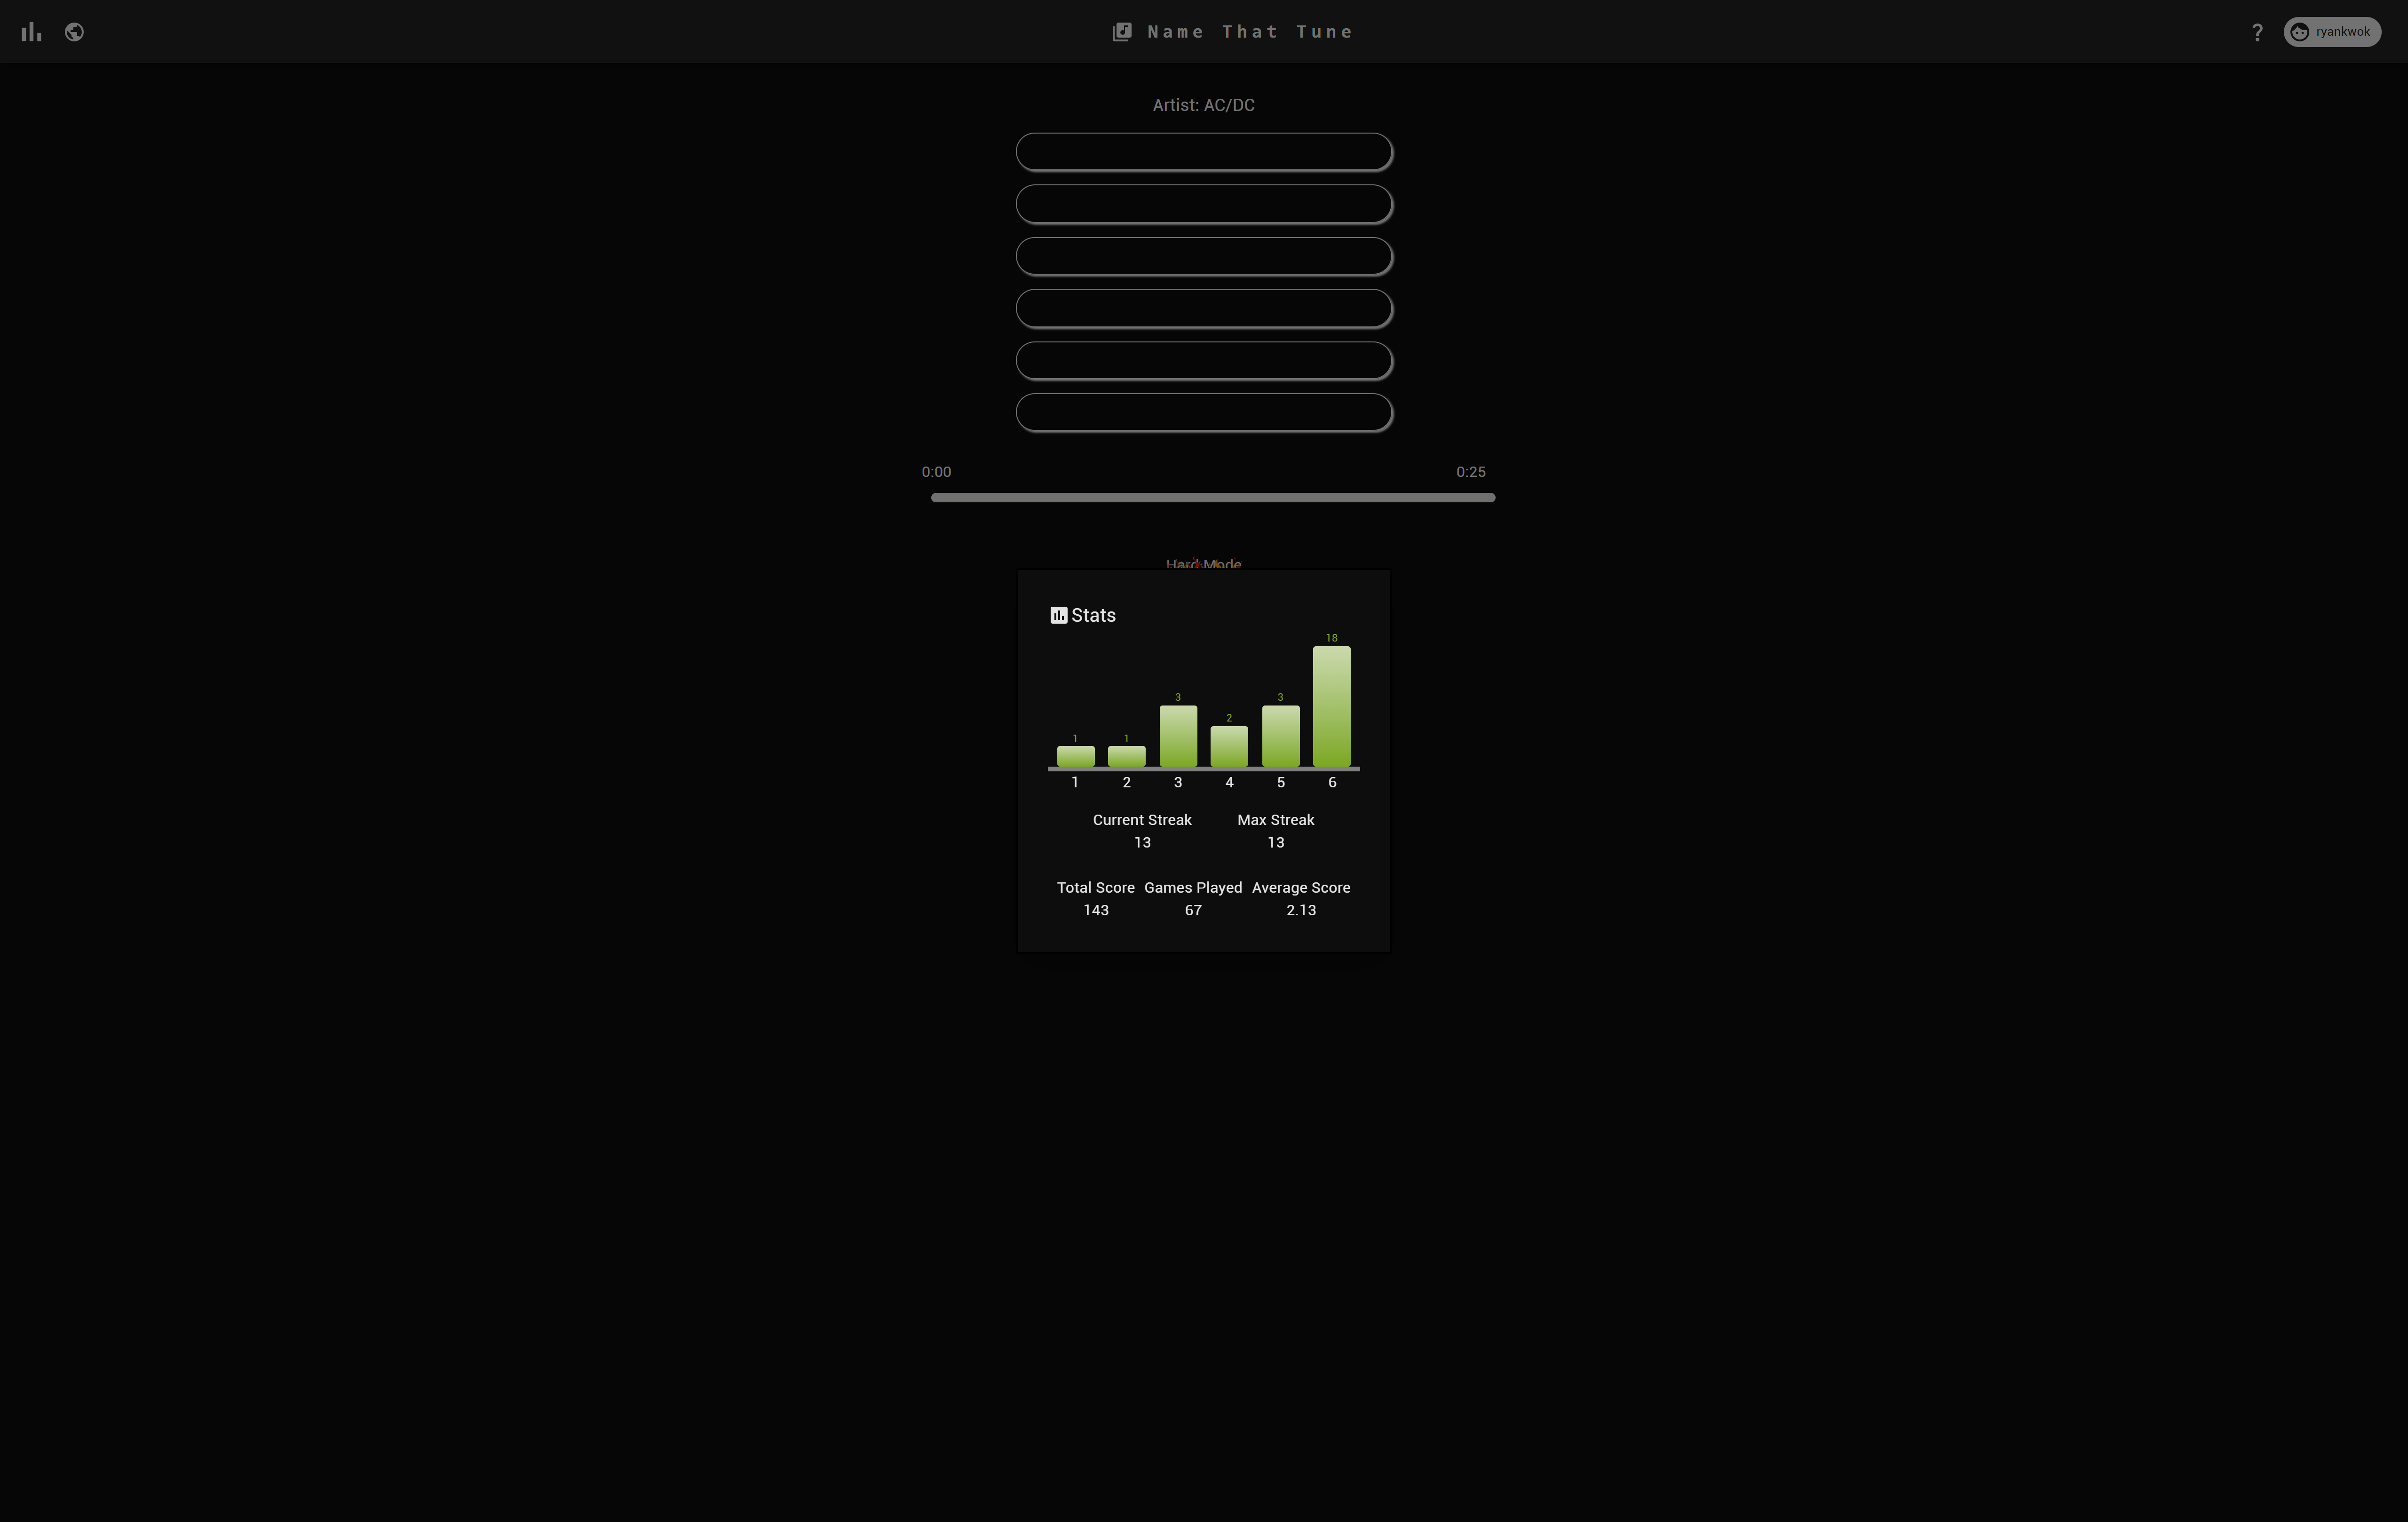 Name That Tune
? ryankwok
Artist: AC/DC
0:00 0:25
Hard Mode
Stats
18
3 3
2
1 1
1 2 3 4 5 6
Current Streak Max Streak
13 13
Total Score Games Played Average Score
143 67 2.13